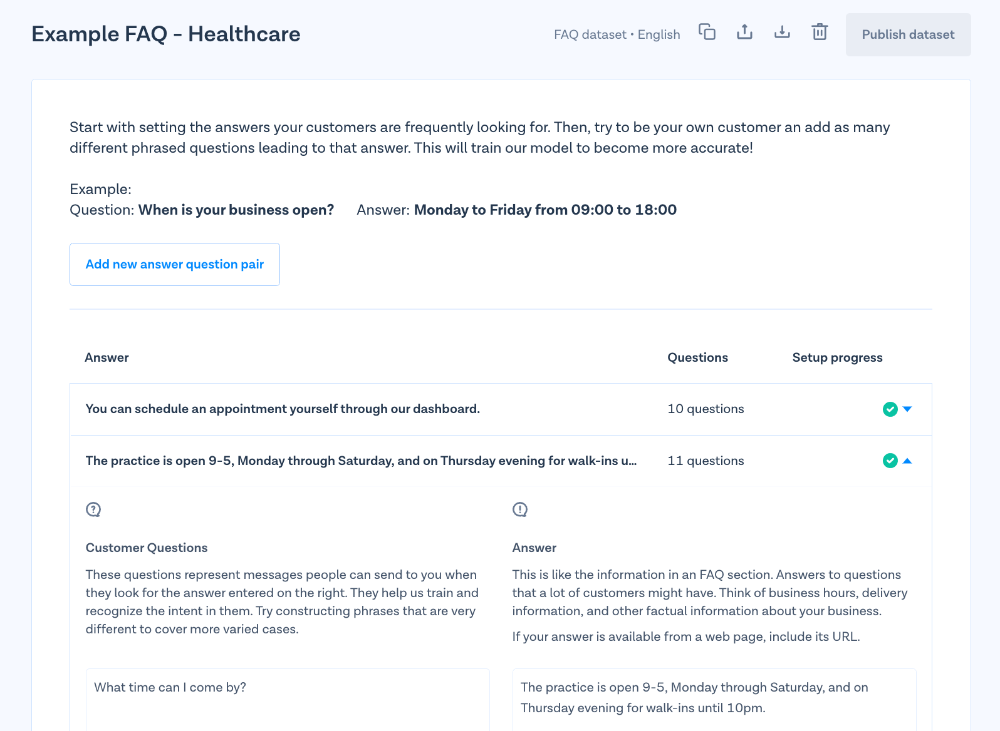 Example FAQ – Healthcare
FAQ dataset • English
Publish dataset
Start with setting the answers your customers are frequently looking for. Then, try to be your own customer an add as many
different phrased questions leading to that answer. This will train our model to become more accurate!
Example:
Question: When is your business open? Answer: Monday to Friday from 09:00 to 18:00
Add new answer question pair
Answer Questions Setup progress
You can schedule an appointment yourself through our dashboard. 10 questions
The practice is open 9-5, Monday through Saturday, and on Thursday evening for walk-ins u... 11 questions
Customer Questions
These questions represent messages people can send to you when
they look for the answer entered on the right. They help us train and
recognize the intent in them. Try constructing phrases that are very
different to cover more varied cases.
What time can I come by?
Answer
This is like the information in an FAQ section. Answers to questions
that a lot of customers might have. Think of business hours, delivery
information, and other factual information about your business.
If your answer is available from a web page, include its URL.
The practice is open 9-5, Monday through Saturday, and on
Thursday evening for walk-ins until 10pm.